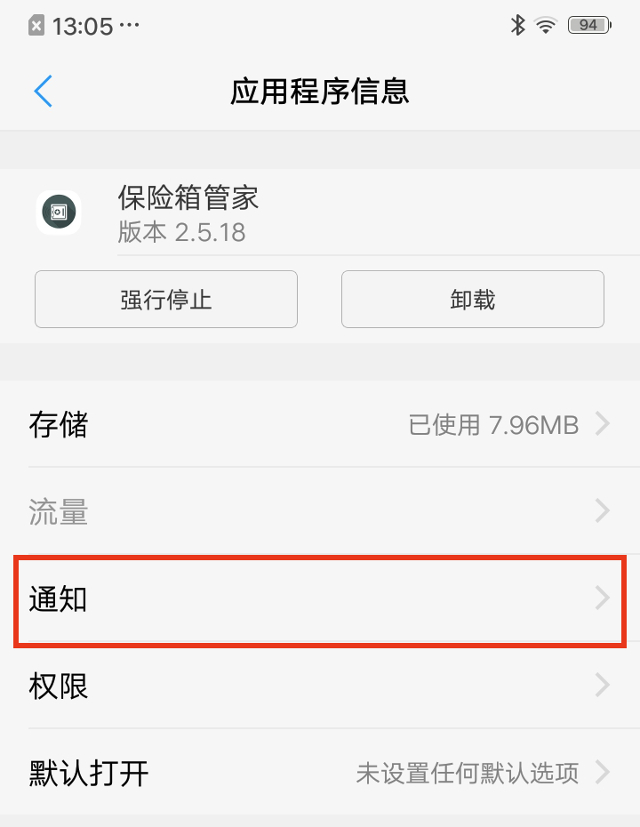 13:05 ···
94
应用程序信息
保险箱管家
版本 2.5.18
强行停止
卸载
存储
已使用 7.96MB
流量
通知
权限
默认打开
未设置任何默认选项